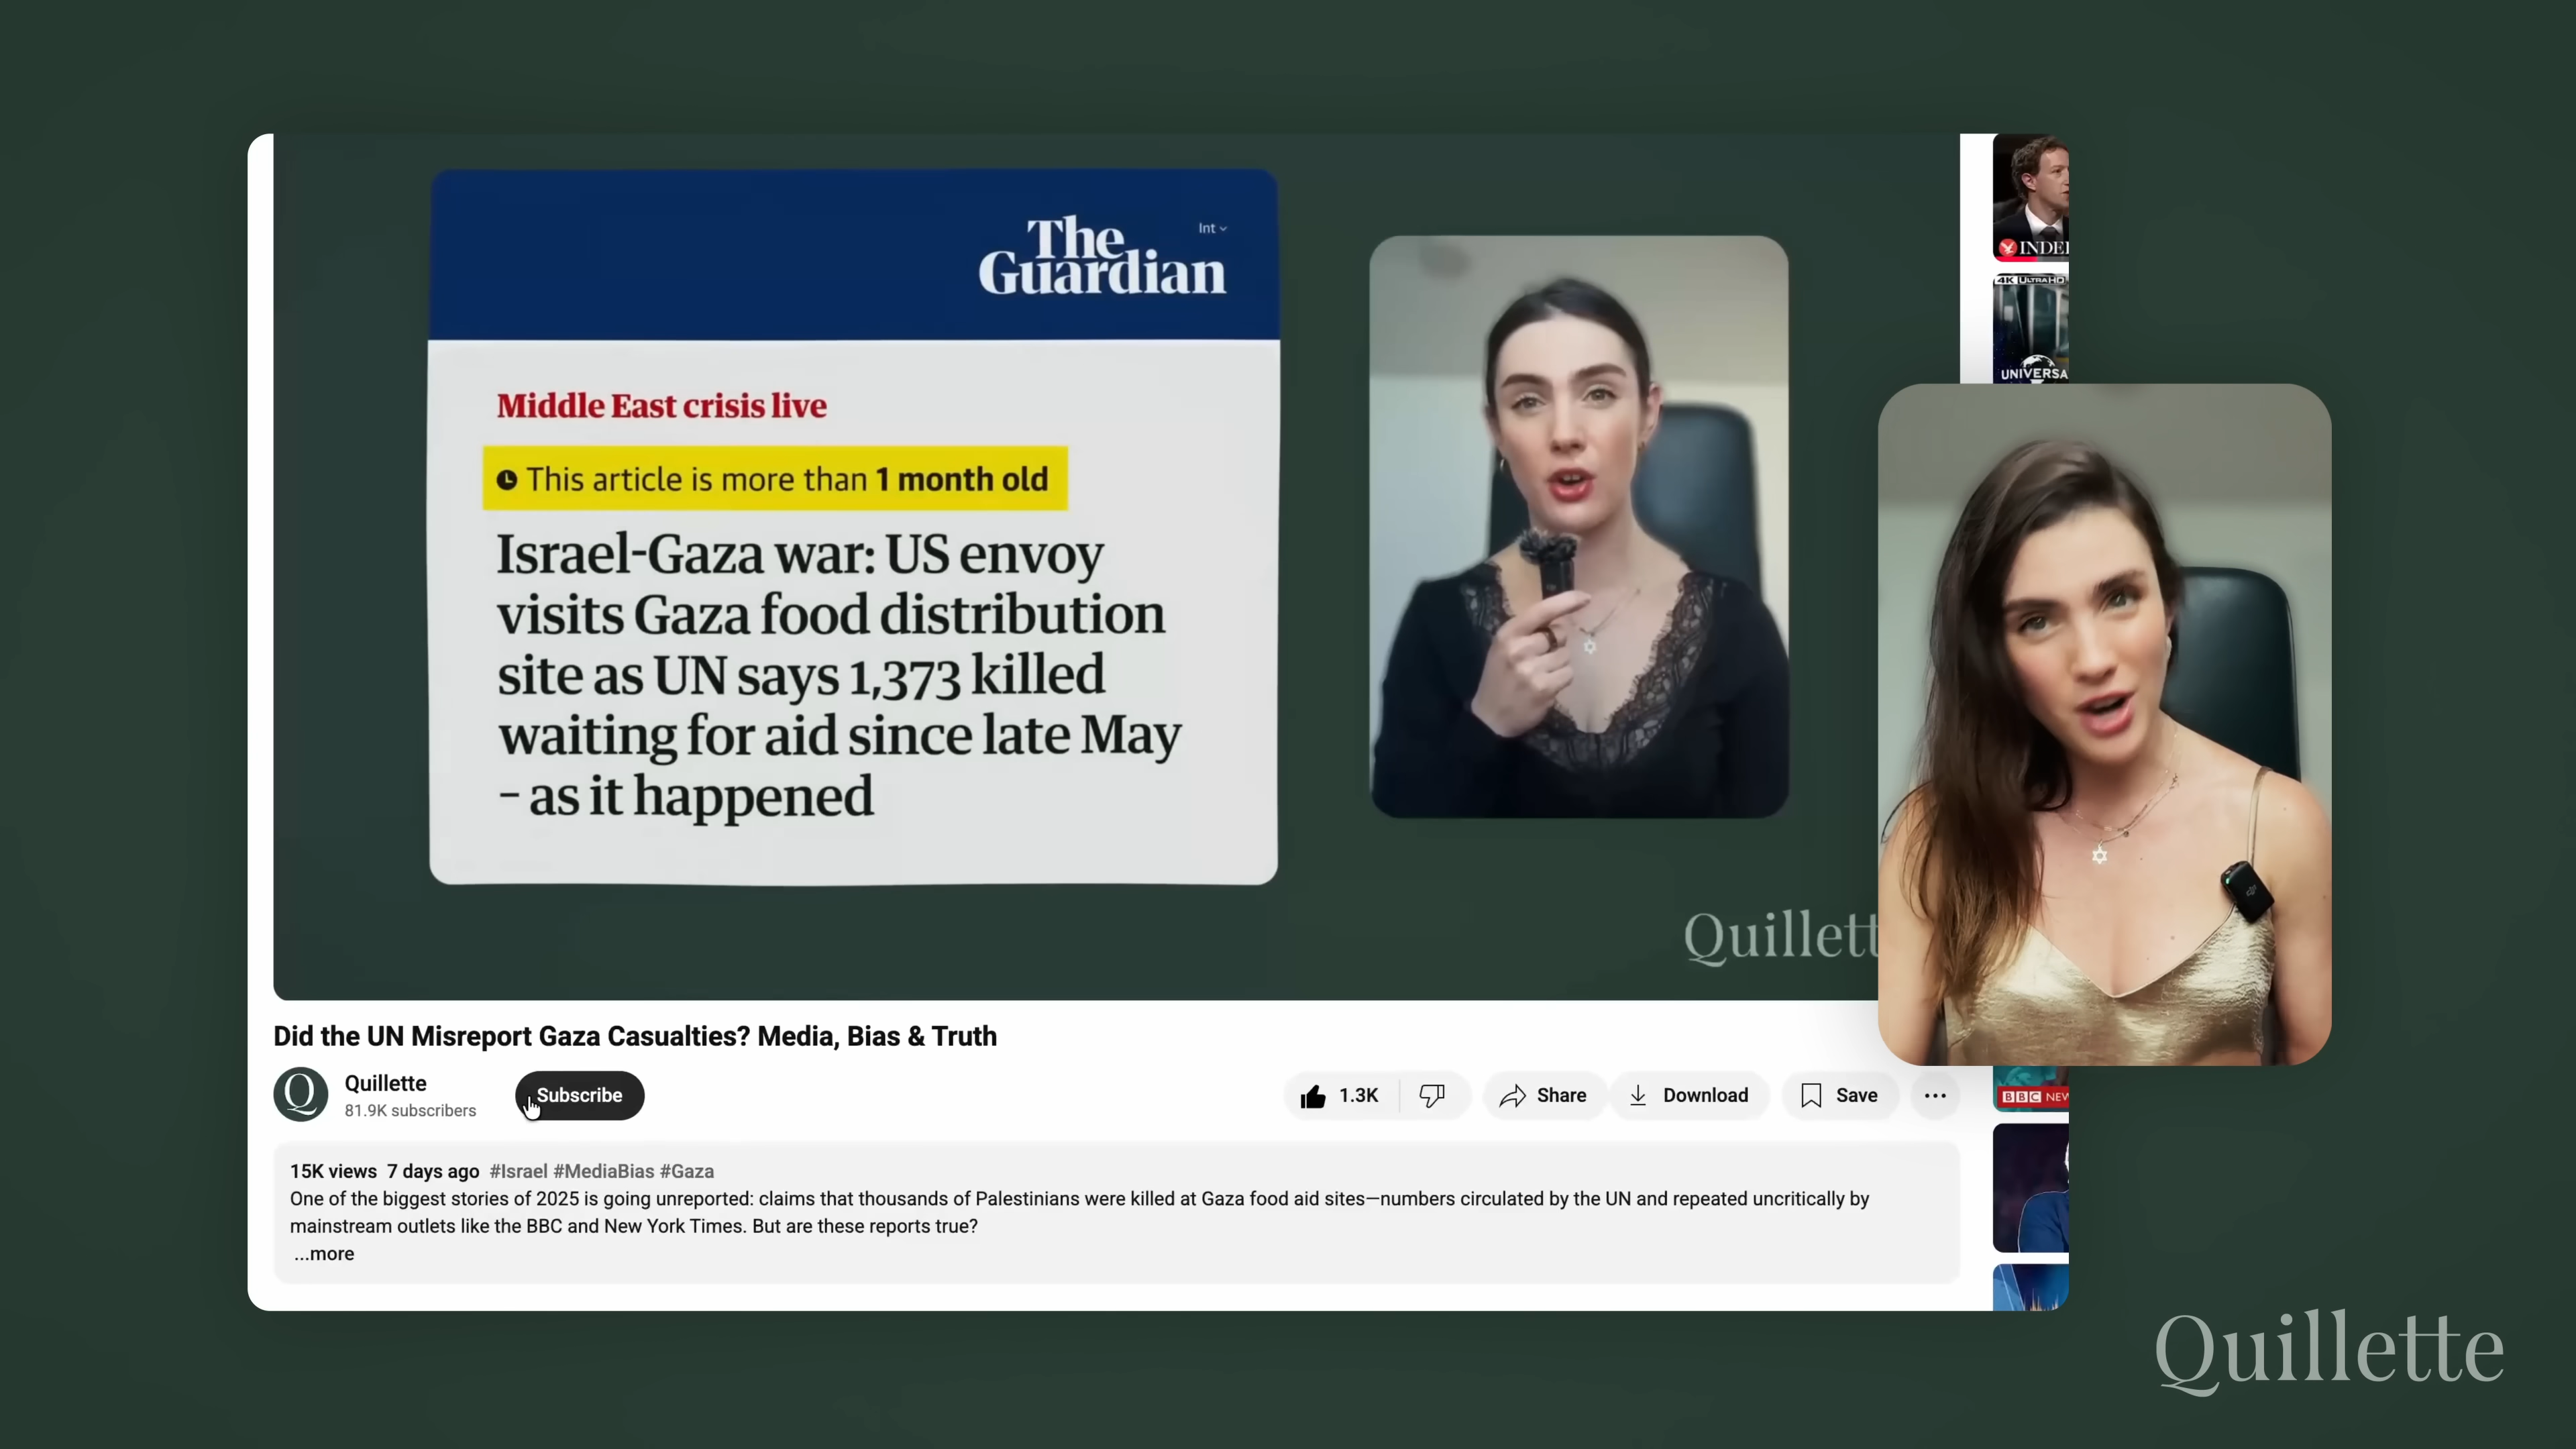 The
Guardian
Int
Middle East crisis live
This article is more than 1 month old
Israel-Gaza war: US envoy
visits Gaza food distribution
site as UN says 1,373 killed
waiting for aid since late May
– as it happened
Quillett
INDE
4K ULTRA HD
UNIVERSA
Did the UN Misreport Gaza Casualties? Media, Bias & Truth
Quillette
81.9K subscribers
Subscribe
1.3K
Share
Download
Save
BBC NEW
15K views 7 days ago #Israel #MediaBias #Gaza
One of the biggest stories of 2025 is going unreported: claims that thousands of Palestinians were killed at Gaza food aid sites—numbers circulated by the UN and repeated uncritically by
mainstream outlets like the BBC and New York Times. But are these reports true?
...more
Quillette